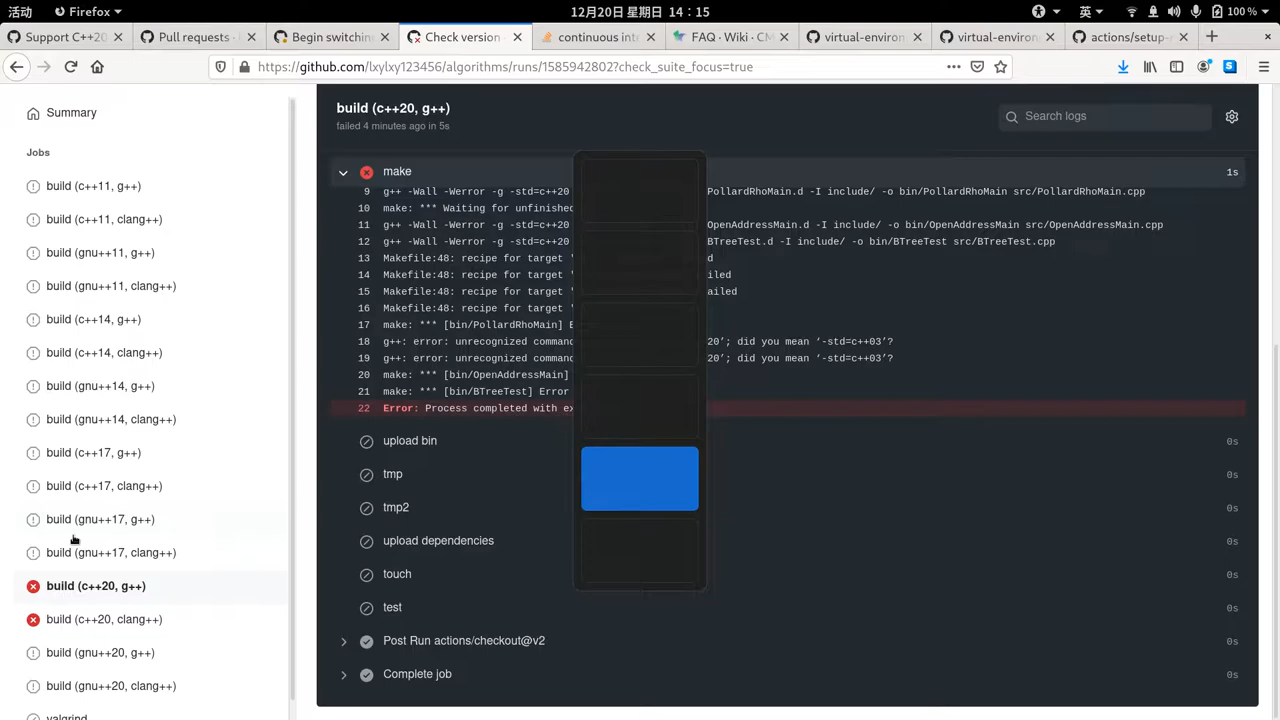 活动
Firefox
12月20日 星期日 14：15
英
100 %
Support C++20
Pull requests ·
Begin switchin
Check version
continuous inte
FAQ · Wiki · CM
virtual-environ
virtual-environ
actions/setup-
https://github.com/lxylxy123456/algorithms/runs/1585942802?check_suite_focus=true
Summary
Jobs
build (c++11, g++)
build (c++11, clang++)
build (gnu++11, g++)
build (gnu++11, clang++)
build (c++14, g++)
build (c++14, clang++)
build (gnu++14, g++)
build (gnu++14, clang++)
build (c++17, g++)
build (c++17, clang++)
build (gnu++17, g++)
build (gnu++17, clang++)
build (c++20, g++)
build (c++20, clang++)
build (gnu++20, g++)
build (gnu++20, clang++)
valgrind
build (c++20, g++)
failed 4 minutes ago in 5s
Search logs
make
1s
9 g++ -Wall -Werror -g -std=c++20 PollardRhoMain.d -I include/ -o bin/PollardRhoMain src/PollardRhoMain.cpp
10 make: *** Waiting for unfinished
11 g++ -Wall -Werror -g -std=c++20 OpenAddressMain.d -I include/ -o bin/OpenAddressMain src/OpenAddressMain.cpp
12 g++ -Wall -Werror -g -std=c++20 BTreeTest.d -I include/ -o bin/BTreeTest src/BTreeTest.cpp
13 Makefile:48: recipe for target ' d
14 Makefile:48: recipe for target ' iled
15 Makefile:48: recipe for target ' ailed
16 Makefile:48: recipe for target '
17 make: *** [bin/PollardRhoMain] E
18 g++: error: unrecognized comman 20’; did you mean ‘-std=c++03’?
19 g++: error: unrecognized comman 20’; did you mean ‘-std=c++03’?
20 make: *** [bin/OpenAddressMain]
21 make: *** [bin/BTreeTest] Error
22 Error: Process completed with ex
upload bin
0s
tmp
0s
tmp2
0s
upload dependencies
0s
touch
0s
test
0s
Post Run actions/checkout@v2
0s
Complete job
0s